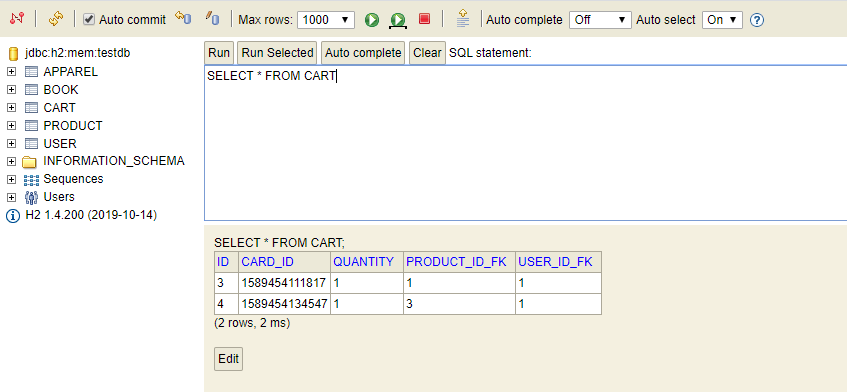 Auto commit Max rows: 1000 Auto complete Off Auto select On ?
jdbc:h2:mem:testdb
APPAREL
BOOK
CART
PRODUCT
USER
INFORMATION_SCHEMA
Sequences
Users
H2 1.4.200 (2019-10-14)
Run Run Selected Auto complete Clear SQL statement:
SELECT * FROM CART
SELECT * FROM CART;
ID CARD_ID QUANTITY PRODUCT_ID_FK USER_ID_FK
3 1589454111817 1 1 1
4 1589454134547 1 3 1
(2 rows, 2 ms)
Edit